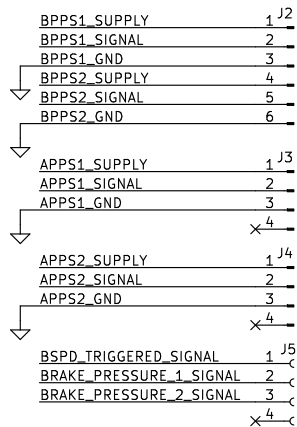 J2
BPPS1_SUPPLY 1
BPPS1_SIGNAL 2
BPPS1_GND 3
BPPS2_SUPPLY 4
BPPS2_SIGNAL 5
BPPS2_GND 6
J3
APPS1_SUPPLY 1
APPS1_SIGNAL 2
APPS1_GND 3
4
J4
APPS2_SUPPLY 1
APPS2_SIGNAL 2
APPS2_GND 3
4
J5
BSPD_TRIGGERED_SIGNAL 1
BRAKE_PRESSURE_1_SIGNAL 2
BRAKE_PRESSURE_2_SIGNAL 3
4